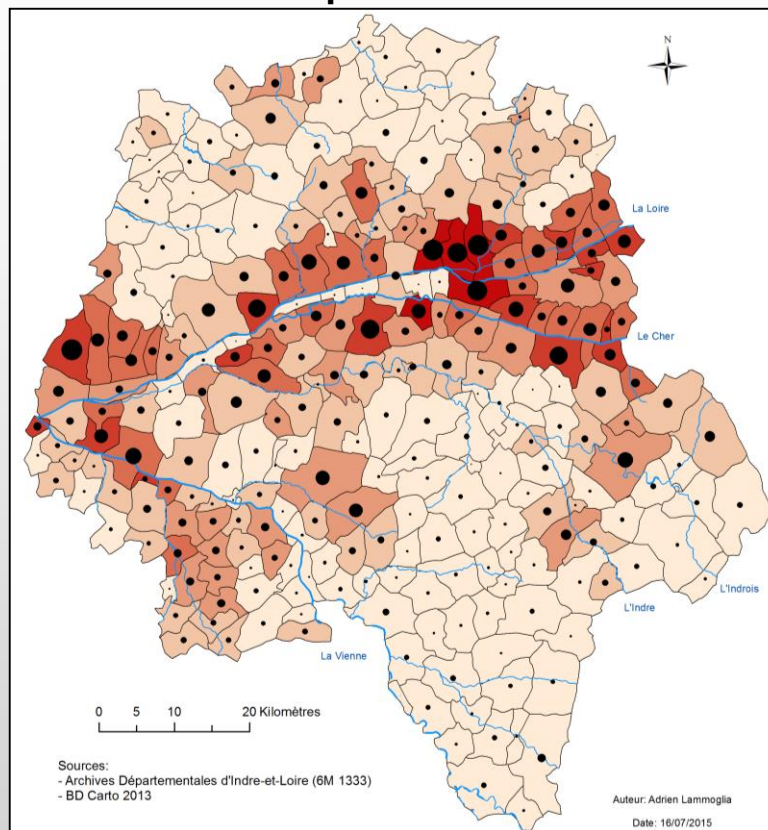 N
La Loire
Le Cher
L'Indrois
L'Indre
La Vienne
0 5 10 20 Kilomètres
Sources:
- Archives Départementales d'Indre-et-Loire (6M 1333)
- BD Carto 2013
Auteur: Adrien Lammoglia
Date: 16/07/2015